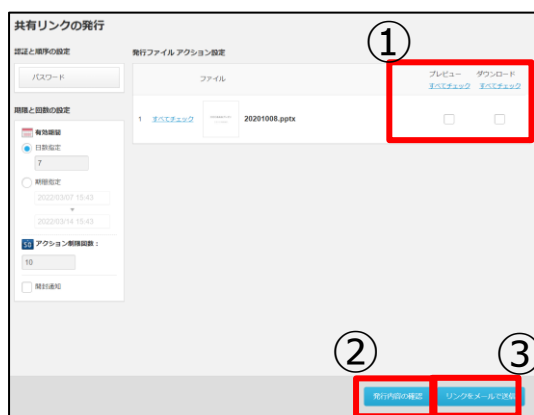 共有リンクの発行
認証と順序の設定
パスワード
期限と回数の設定
有効期間
日数指定
7
期間指定
2022/03/07 15:43
2022/03/14 15:43
アクション制限回数：
10
開封通知
発行ファイル アクション設定
①
ファイル
プレビュー ダウンロード
すべてチェック すべてチェック
1 すべてチェック 20201008.pptx
② ③
発行内容の確認 リンクをメールで送信